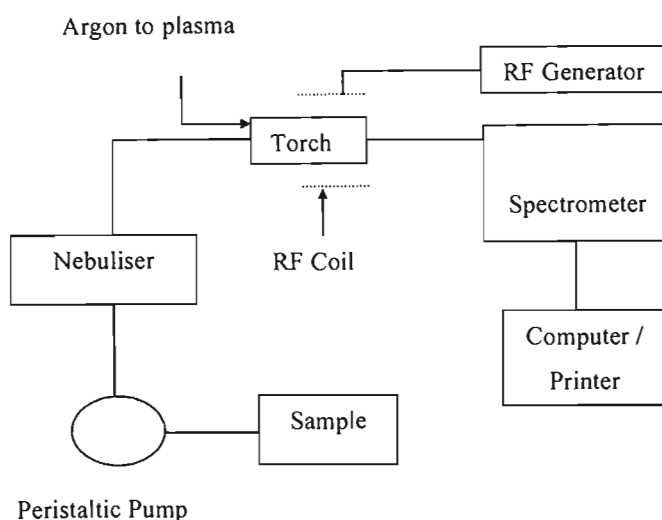 Argon to plasma
RF Generator
Torch
Spectrometer
Nebuliser
RF Coil
Computer /
Printer
Sample
Peristaltic Pump